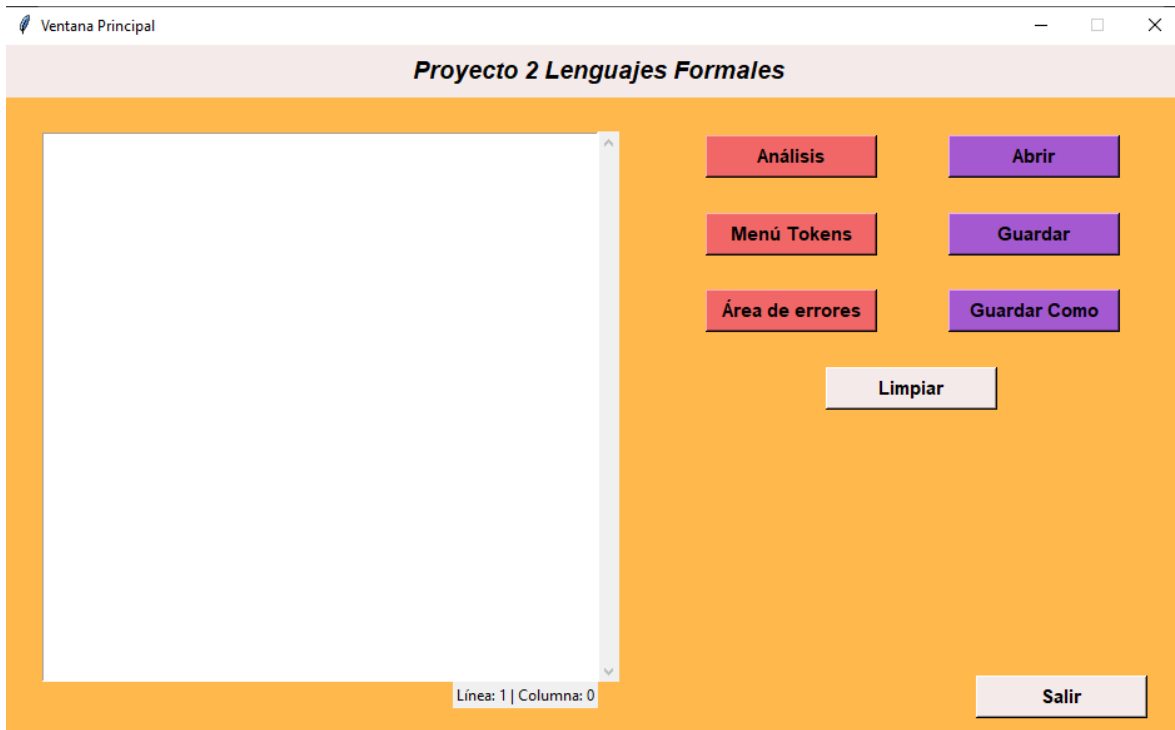 Ventana Principal
Proyecto 2 Lenguajes Formales
Análisis
Abrir
Menú Tokens
Guardar
Área de errores
Guardar Como
Limpiar
Línea: 1 | Columna: 0
Salir